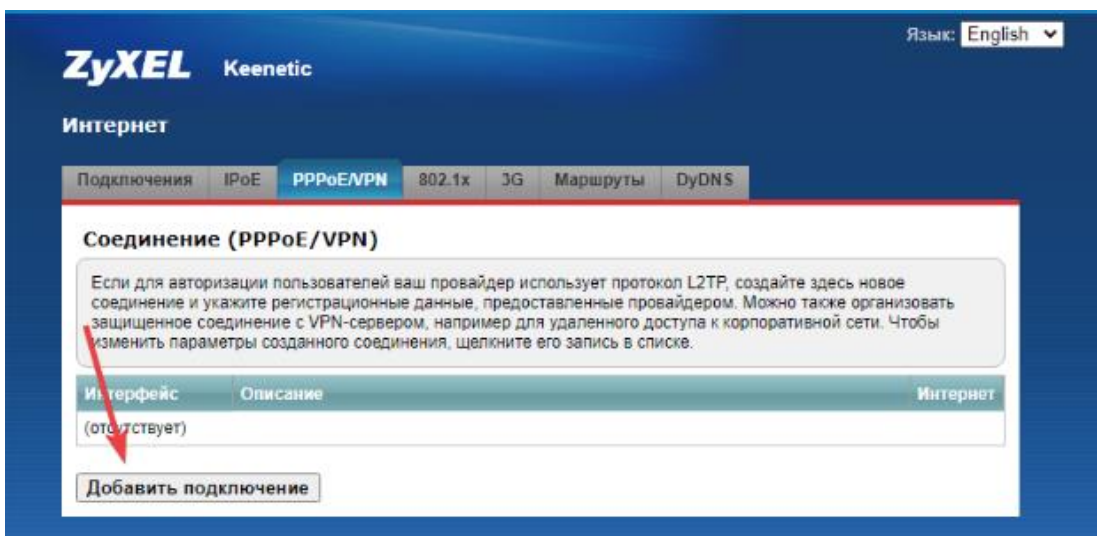 Язык: English
ZyXEL Keenetic
Интернет
Подключения IPoE PPPoE/VPN 802.1x 3G Маршруты DyDNS
Соединение (PPPoE/VPN)
Если для авторизации пользователей ваш провайдер использует протокол L2TP, создайте здесь новое
соединение и укажите регистрационные данные, предоставленные провайдером. Можно также организовать
защищенное соединение с VPN-сервером, например для удаленного доступа к корпоративной сети. Чтобы
изменить параметры созданного соединения, щелкните его запись в списке.
Интерфейс Описание Интернет
(отсутствует)
Добавить подключение